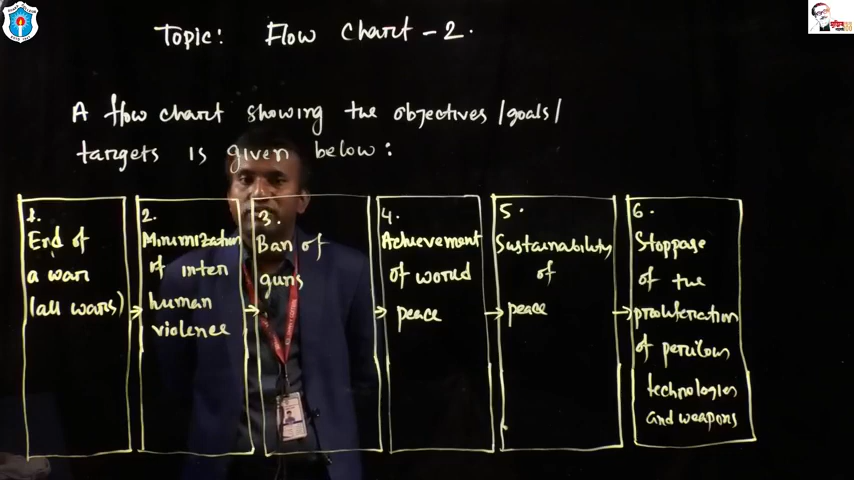 Topic: Flow Chart - 2.
A flow chart showing the objectives/goals/
targets is given below:
1.
End of
a war
(all wars)
2.
Minimization
of inter
human
violence
3.
Ban of
guns
4.
Achievement
of world
peace
5.
Sustainability
of
peace
6.
Stoppage
of the
proliferation
of perilous
technologies
and weapons